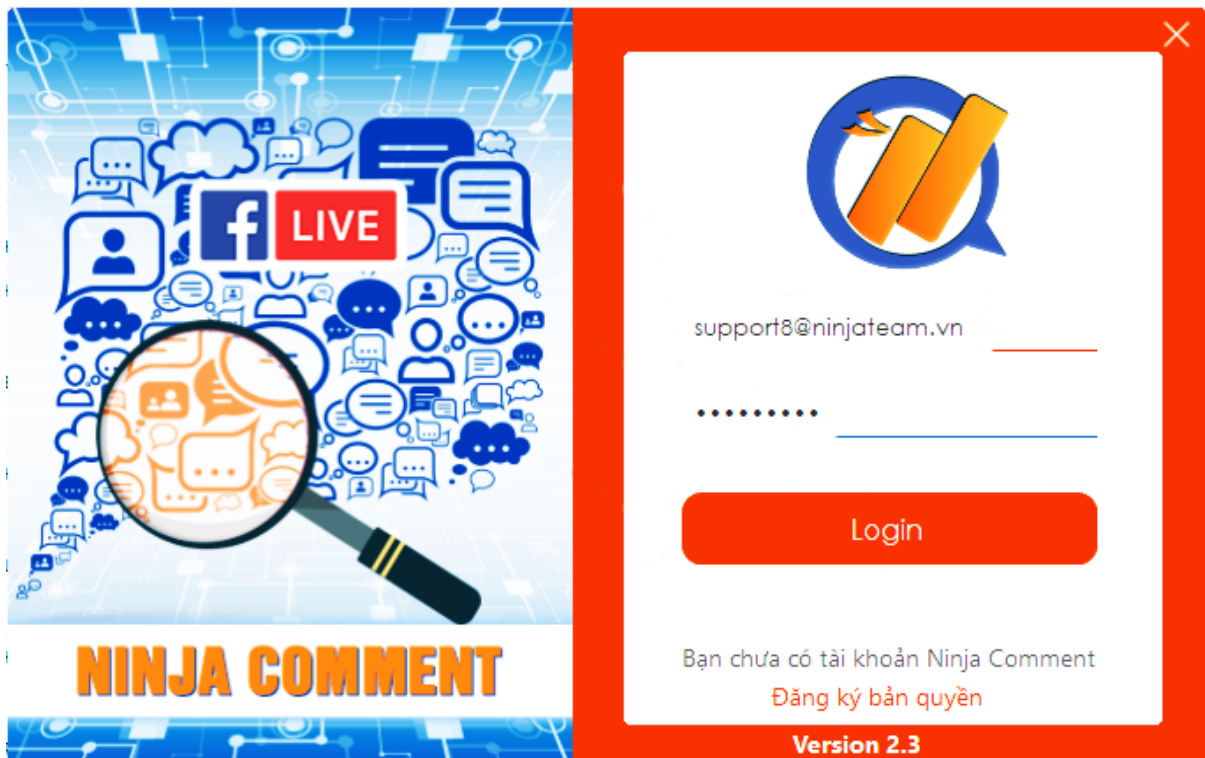 f LIVE
NINJA COMMENT
support8@ninjateam.vn
•••••••••
Login
Bạn chưa có tài khoản Ninja Comment
Đăng ký bản quyền
Version 2.3